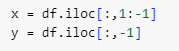 x = df.iloc[:,1:-1]
y = df.iloc[:,-1]